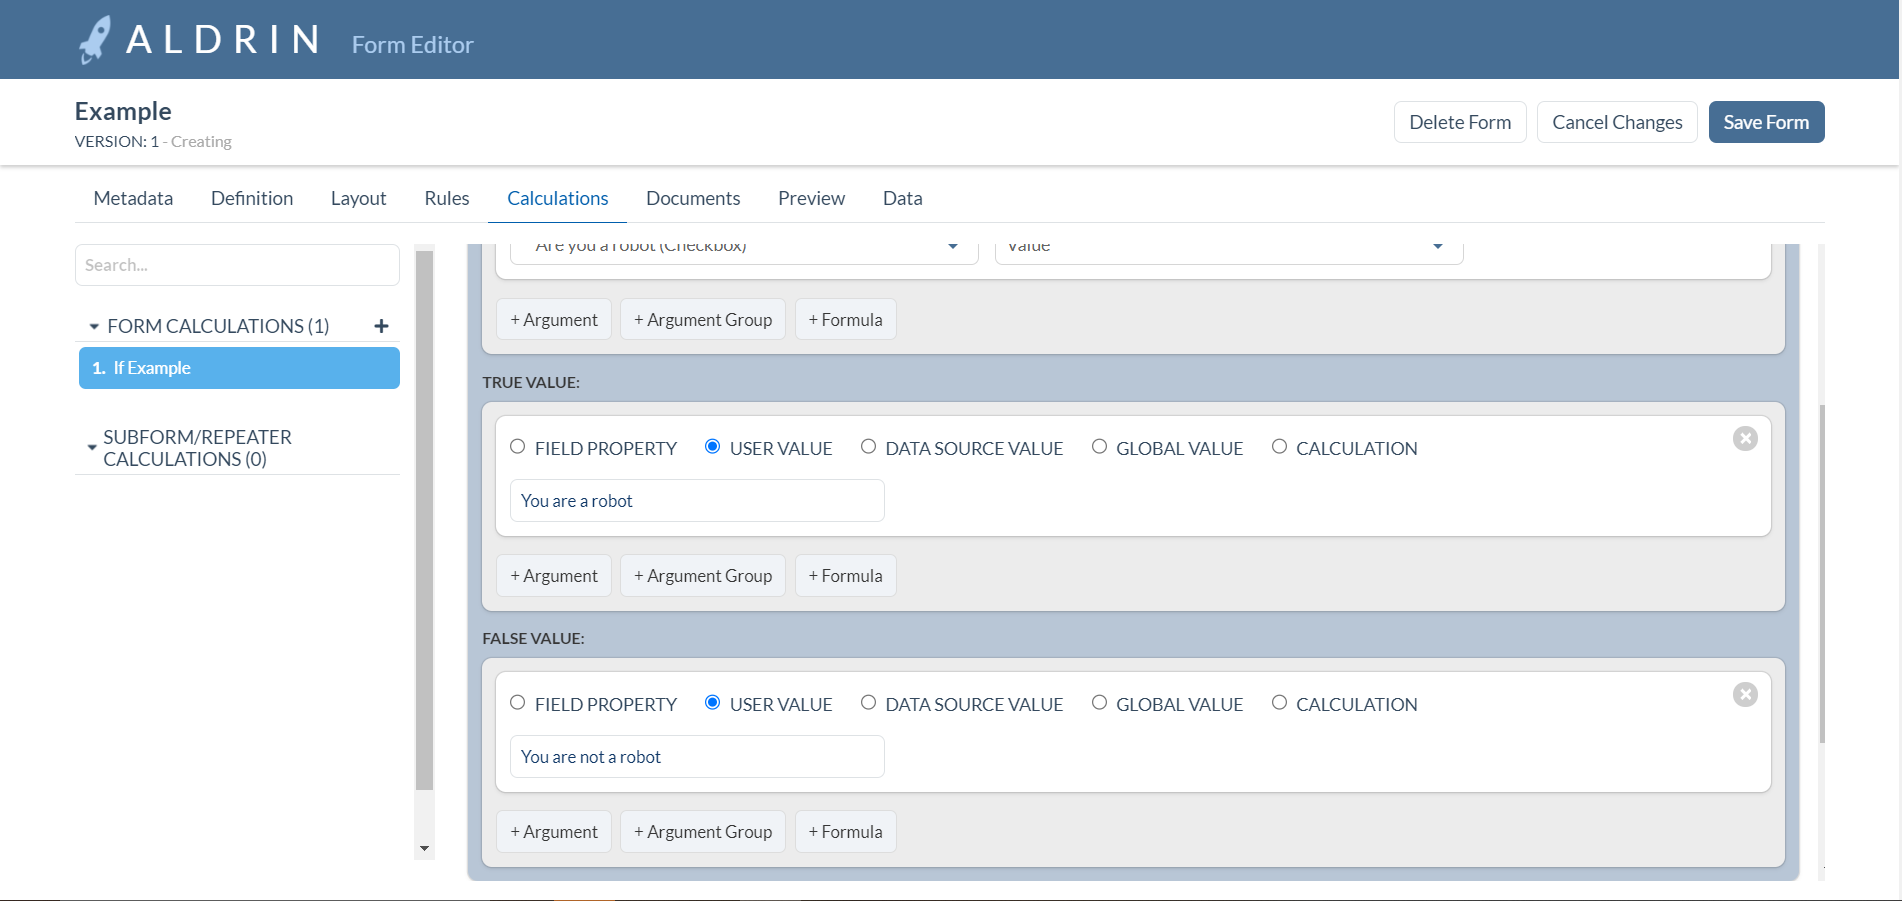 ALDRIN Form Editor
Example
VERSION: 1 - Creating
Delete Form Cancel Changes Save Form
Metadata Definition Layout Rules Calculations Documents Preview Data
Search...
FORM CALCULATIONS (1) +
1. If Example
SUBFORM/REPEATER
CALCULATIONS (0)
Are you a robot (Checkbox) Value
+ Argument + Argument Group + Formula
TRUE VALUE:
FIELD PROPERTY USER VALUE DATA SOURCE VALUE GLOBAL VALUE CALCULATION
You are a robot
+ Argument + Argument Group + Formula
FALSE VALUE:
FIELD PROPERTY USER VALUE DATA SOURCE VALUE GLOBAL VALUE CALCULATION
You are not a robot
+ Argument + Argument Group + Formula